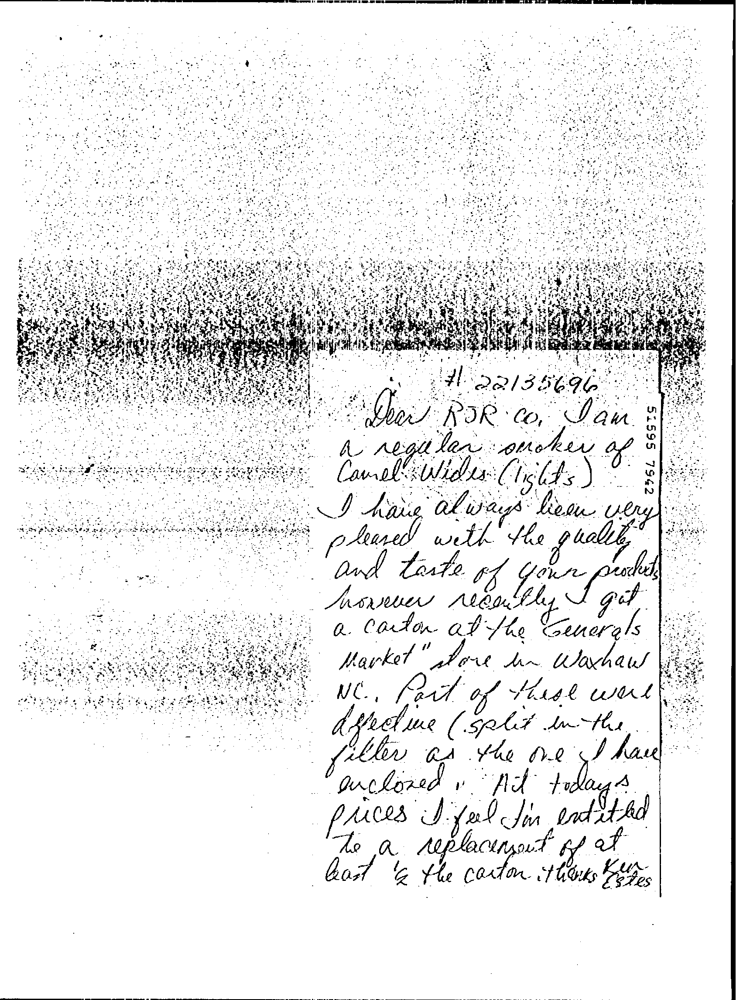 # 22135696
Dear RJR co, I am
a regular smoker of
Camel Wides (lights)
I have always been very
pleased with the quality
and taste of your products
however recently I got
a carton at the Generals
Market" store in Waxhaw
NC., Part of these were
defective (split in the
filter as the one I have
enclosed. At todays
prices I feel I'm entitled
to a replacement of at
least ½ the carton. thanks Ken
Estes
51595 7942